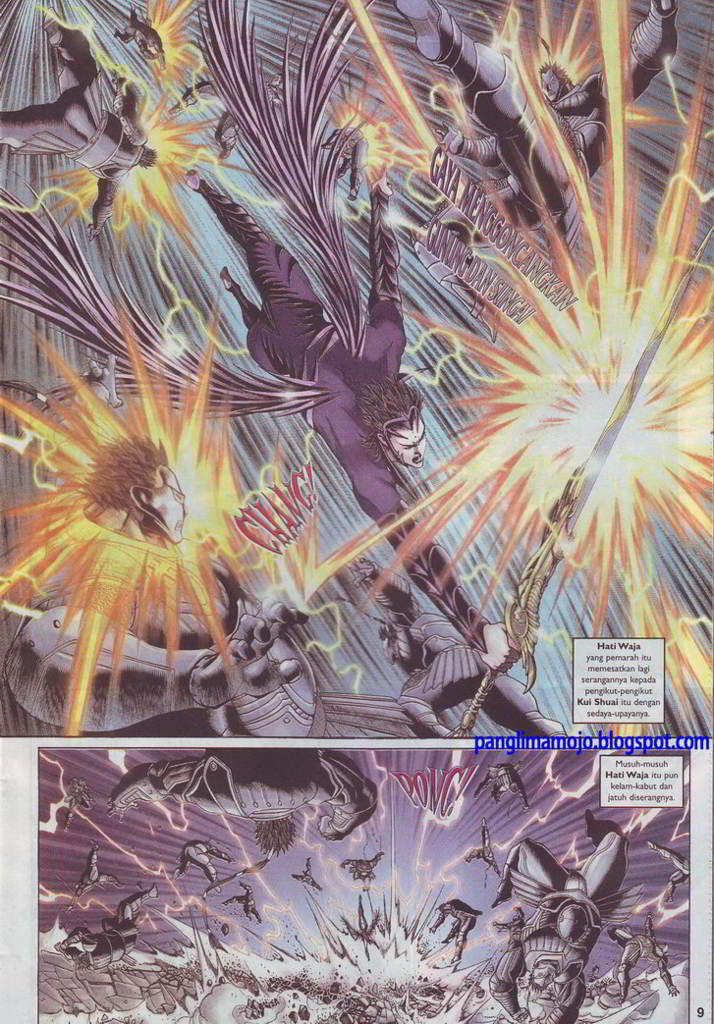 GAYA MENGGONCANGKAN
GUNUNG DAN SUNGAI
CHANG!
Hati Waja
yang pemarah itu
memesatkan lagi
serangannya kepada
pengikut-pengikut
Kui Shuai itu dengan
sedaya-upayanya.
panglimamojo.blogspot.com
Musuh-musuh
Hati Waja itu pun
kelam-kabut dan
jatuh diserangnya.
9